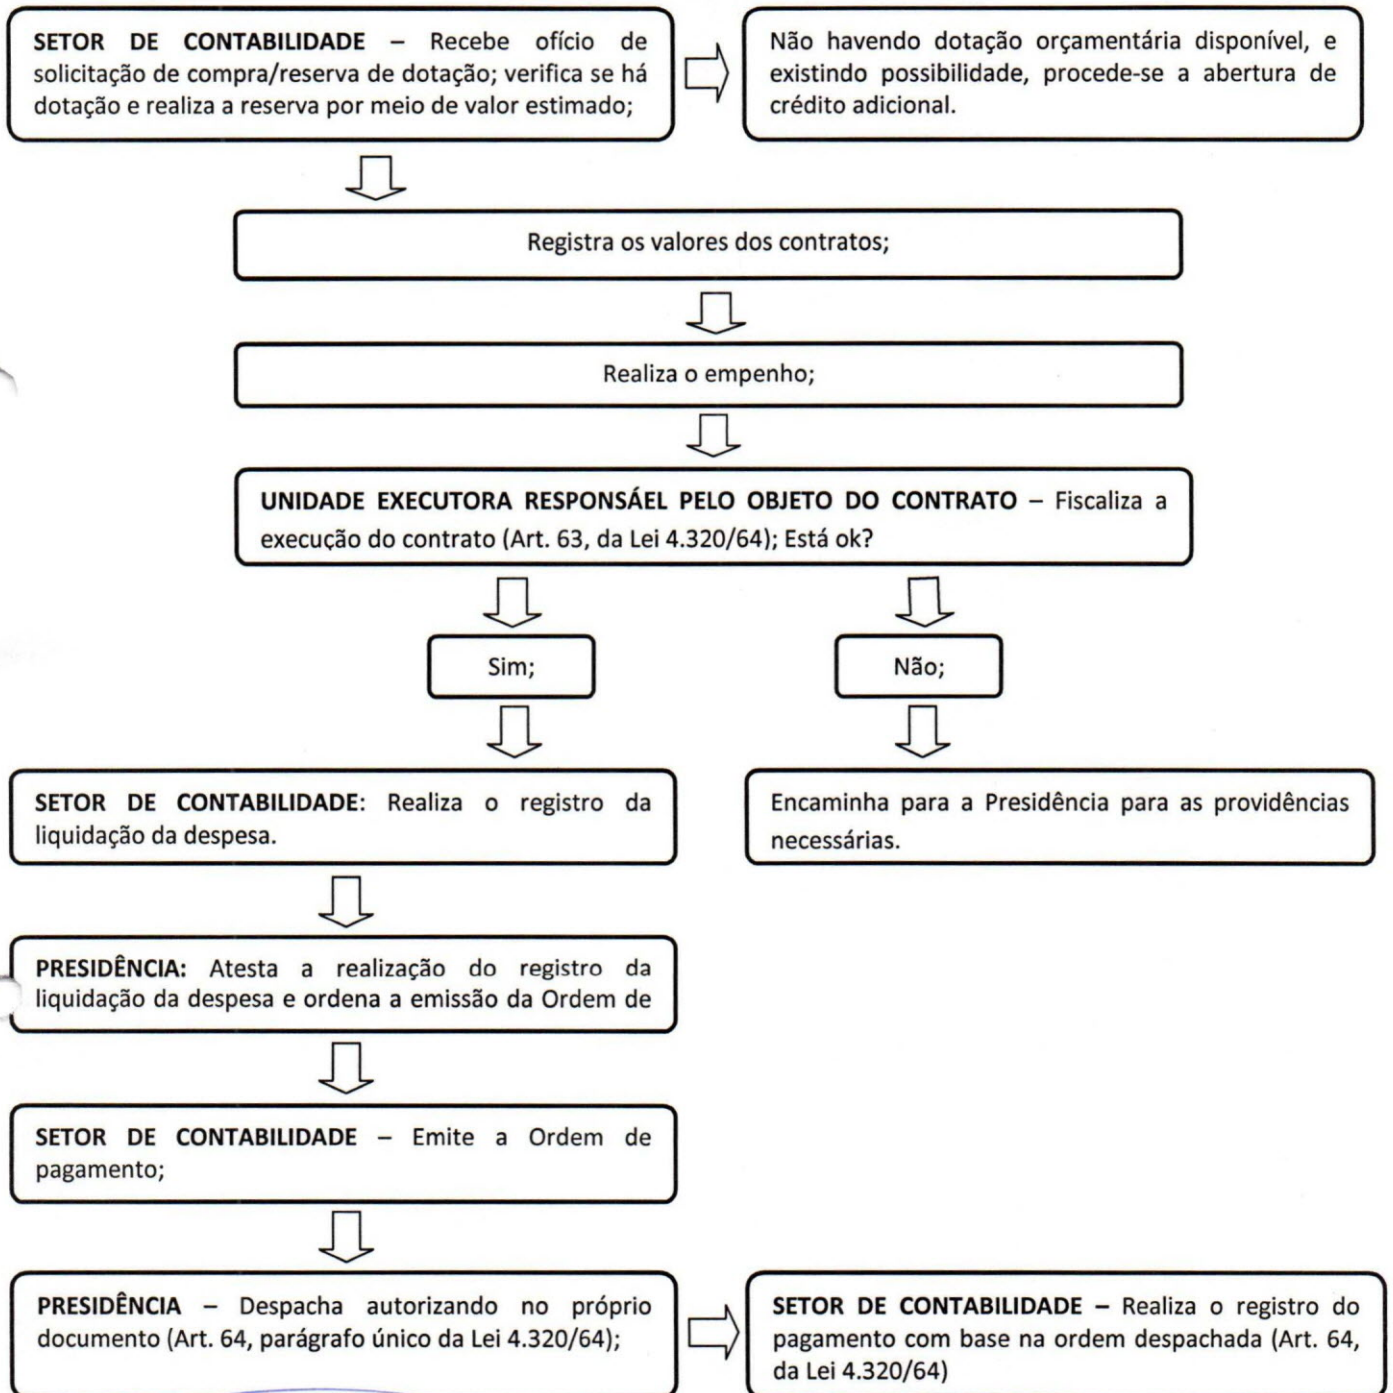 SETOR DE CONTABILIDADE – Recebe ofício de
solicitação de compra/reserva de dotação; verifica se há
dotação e realiza a reserva por meio de valor estimado;
Não havendo dotação orçamentária disponível, e
existindo possibilidade, procede-se a abertura de
crédito adicional.
Registra os valores dos contratos;
Realiza o empenho;
UNIDADE EXECUTORA RESPONSÁEL PELO OBJETO DO CONTRATO – Fiscaliza a
execução do contrato (Art. 63, da Lei 4.320/64); Está ok?
Sim;
Não;
SETOR DE CONTABILIDADE: Realiza o registro da
liquidação da despesa.
Encaminha para a Presidência para as providências
necessárias.
PRESIDÊNCIA: Atesta a realização do registro da
liquidação da despesa e ordena a emissão da Ordem de
SETOR DE CONTABILIDADE – Emite a Ordem de
pagamento;
PRESIDÊNCIA – Despacha autorizando no próprio
documento (Art. 64, parágrafo único da Lei 4.320/64);
SETOR DE CONTABILIDADE – Realiza o registro do
pagamento com base na ordem despachada (Art. 64,
da Lei 4.320/64)